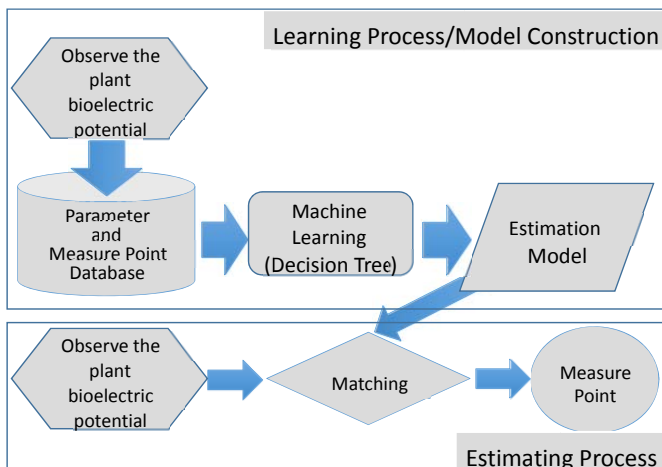 Learning Process/Model Construction
Observe the
plant
bioelectric
potential
Parameter
and
Measure Point
Database
Machine
Learning
(Decision Tree)
Estimation
Model
Observe the
plant
bioelectric
potential
Matching
Measure
Point
Estimating Process